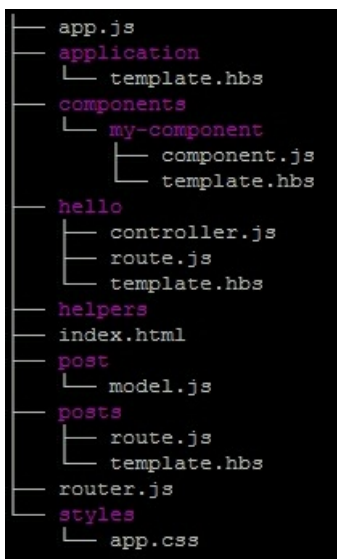 ├── app.js
├── application
│   └── template.hbs
├── components
│   └── my-component
│       ├── component.js
│       └── template.hbs
├── hello
│   ├── controller.js
│   ├── route.js
│   └── template.hbs
├── helpers
├── index.html
├── post
│   └── model.js
├── posts
│   ├── route.js
│   └── template.hbs
├── router.js
└── styles
    └── app.css